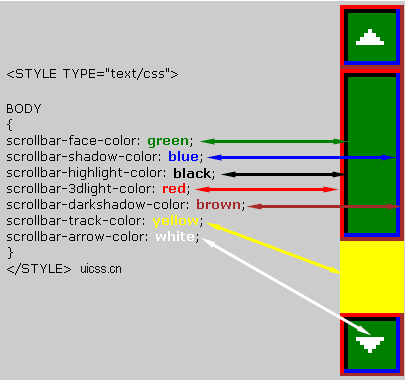 <STYLE TYPE="text/css">
BODY
{
scrollbar-face-color: green;
scrollbar-shadow-color: blue;
scrollbar-highlight-color: black;
scrollbar-3dlight-color: red;
scrollbar-darkshadow-color: brown;
scrollbar-track-color: yellow;
scrollbar-arrow-color: white;
}
</STYLE> uicss.cn